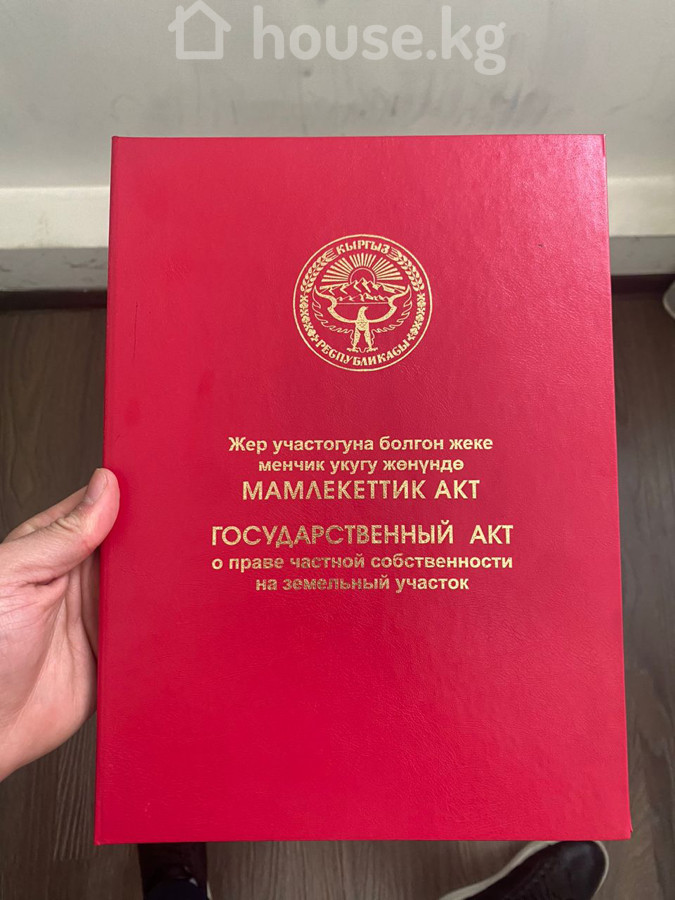 house.kg
КЫРГЫЗ
РЕСПУБЛИКАСЫ
Жер участогуна болгон жеке
менчик укугу жөнүндө
МАМЛЕКЕТТИК АКТ
ГОСУДАРСТВЕННЫЙ АКТ
о праве частной собственности
на земельный участок